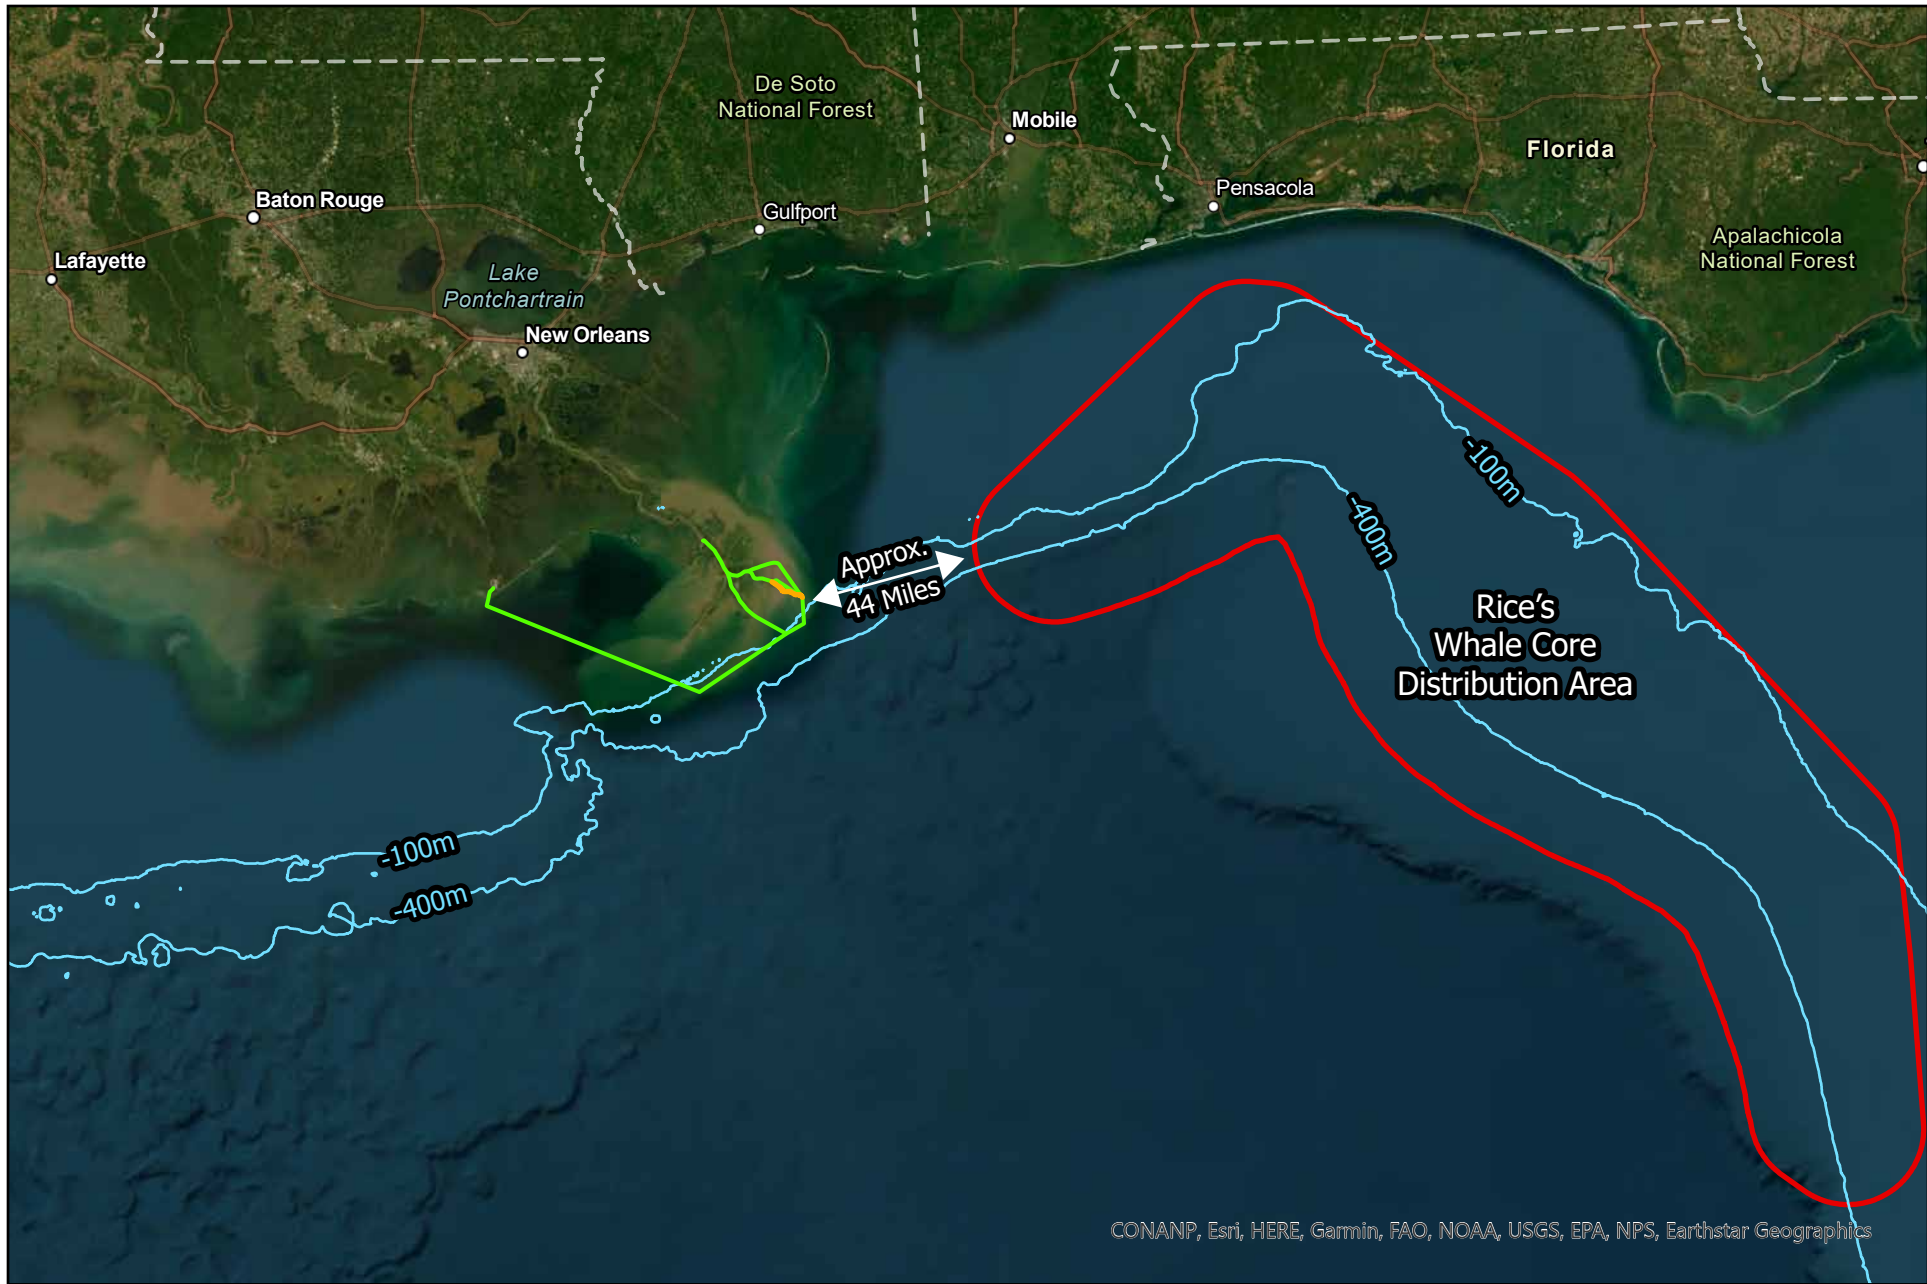 De Soto
National Forest
Mobile
Florida
Pensacola
Baton Rouge
Gulfport
Apalachicola
National Forest
Lafayette
Lake
Pontchartrain
New Orleans
-100m
-400m
Approx.
44 Miles
Rice's
Whale Core
Distribution Area
-100m
-400m
CONANP, Esri, HERE, Garmin, FAO, NOAA, USGS, EPA, NPS, Earthstar Geographics